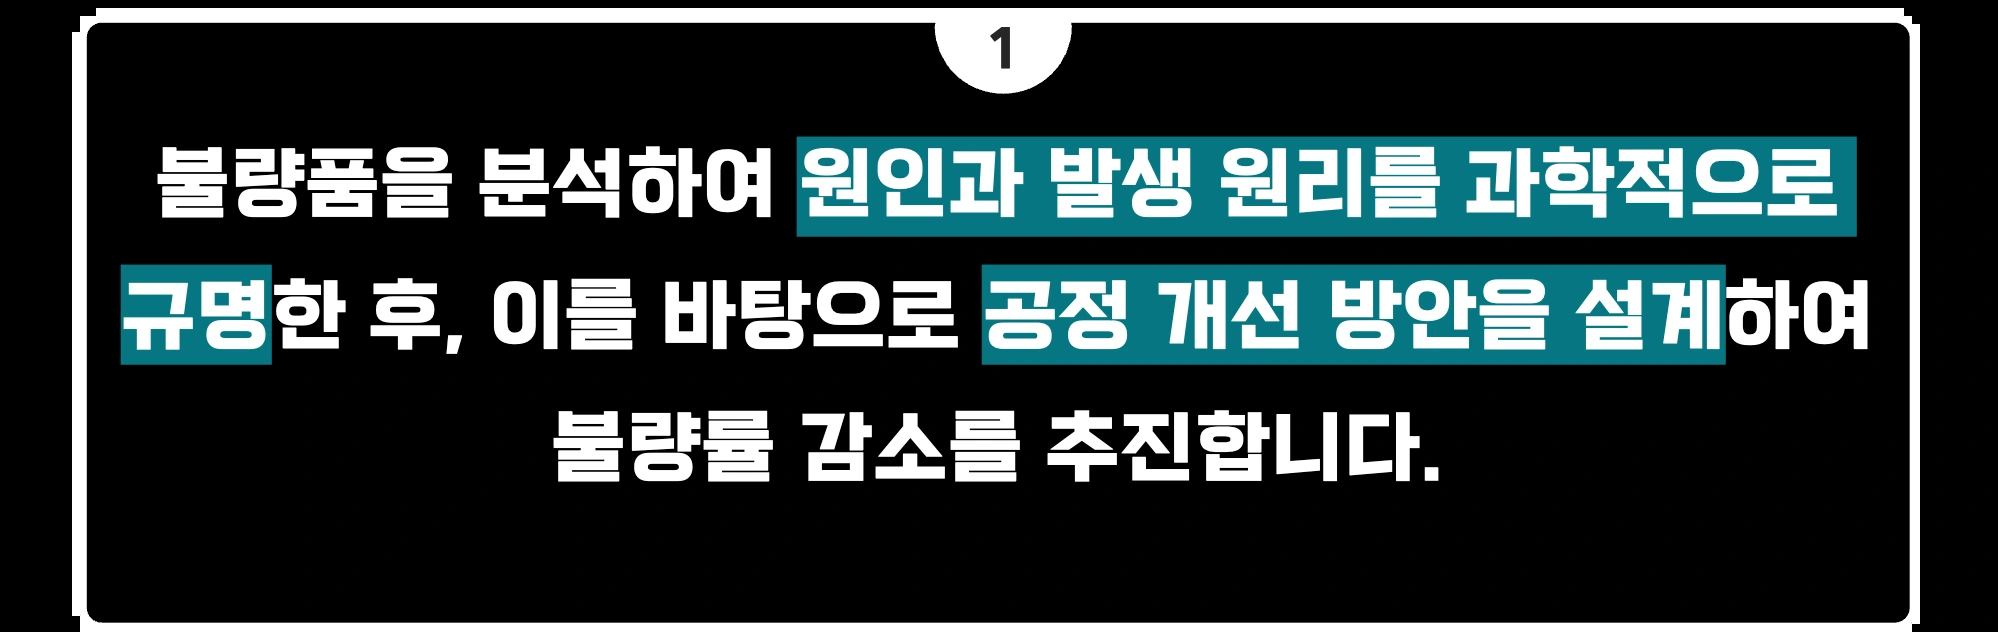 1
불량품을 분석하여 원인과 발생 원리를 과학적으로
규명한 후, 이를 바탕으로 공정 개선 방안을 설계하여
불량률 감소를 추진합니다.